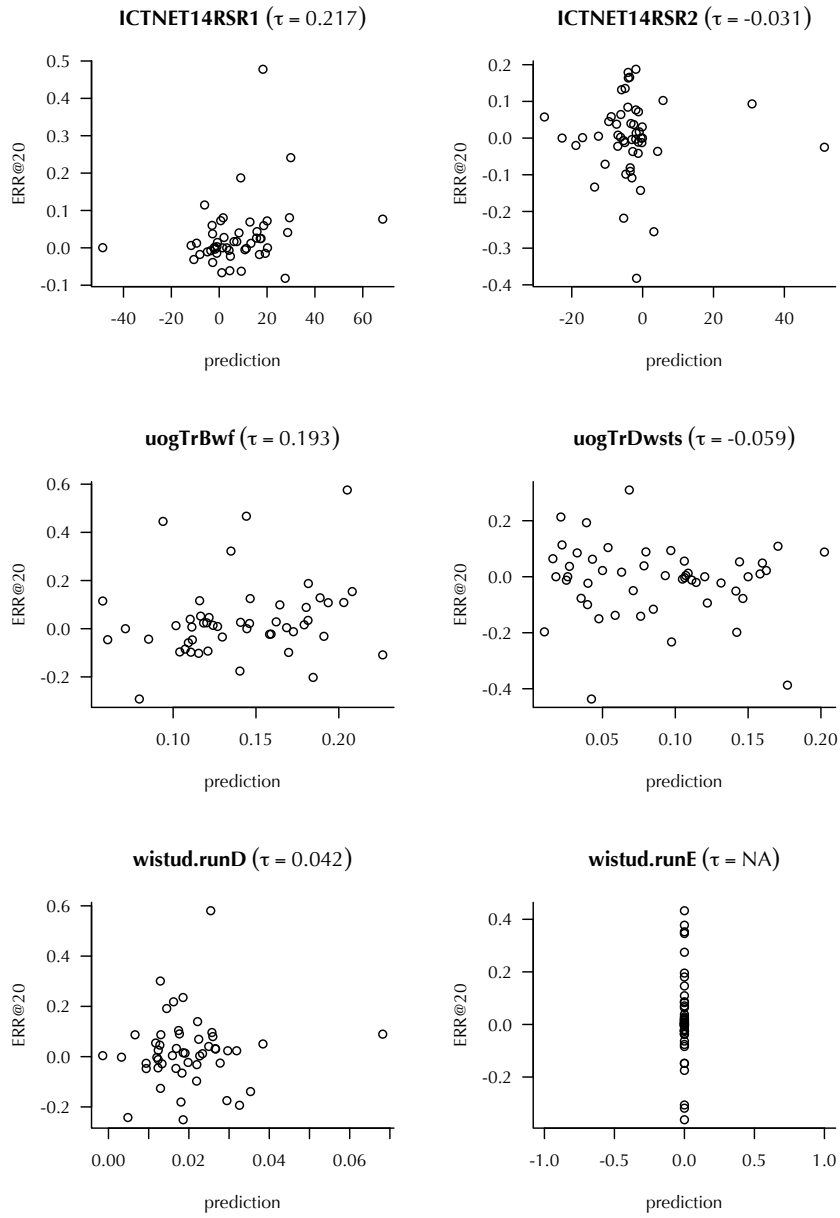 ICTNET14RSR1 (τ = 0.217)
0.5
0.4
0.3
0.2
0.1
0.0
-0.1
ERR@20
-40 -20 0 20 40 60
prediction
ICTNET14RSR2 (τ = -0.031)
0.2
0.1
0.0
-0.1
-0.2
-0.3
-0.4
ERR@20
-20 0 20 40
prediction
uogTrBwf (τ = 0.193)
0.6
0.4
0.2
0.0
-0.2
ERR@20
0.10 0.15 0.20
prediction
uogTrDwsts (τ = -0.059)
0.2
0.0
-0.2
-0.4
ERR@20
0.05 0.10 0.15 0.20
prediction
wistud.runD (τ = 0.042)
0.6
0.4
0.2
0.0
-0.2
ERR@20
0.00 0.02 0.04 0.06
prediction
wistud.runE (τ = NA)
0.4
0.2
0.0
-0.2
ERR@20
-1.0 -0.5 0.0 0.5 1.0
prediction